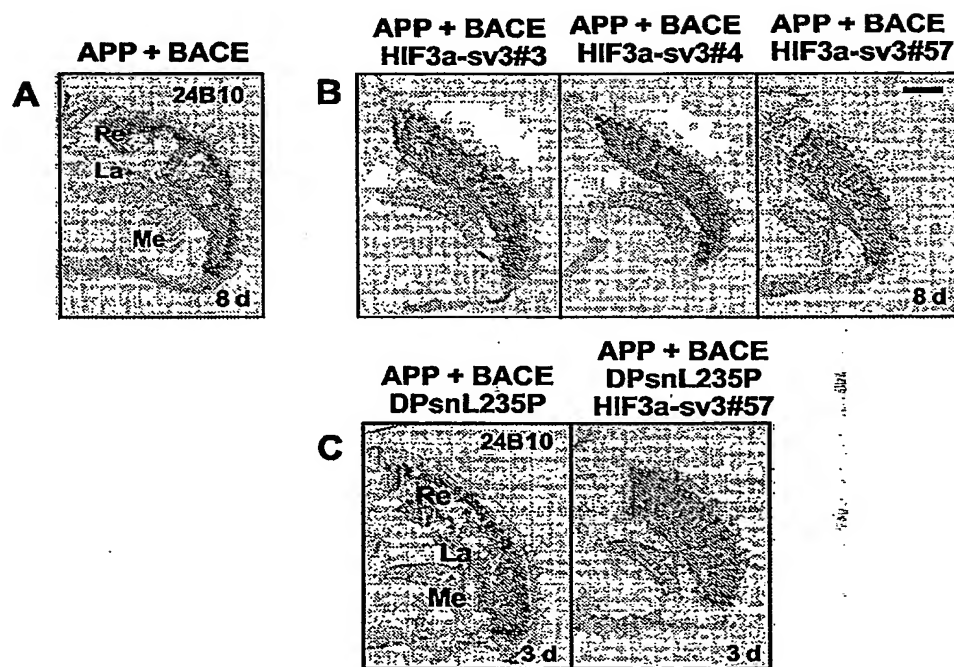 APP + BACE
A
24B10
Re
La
Me
8 d
B
APP + BACE
HIF3a-sv3#3
APP + BACE
HIF3a-sv3#4
APP + BACE
HIF3a-sv3#57
8 d
C
APP + BACE
DPsnL235P
24B10
Re
La
Me
3 d
APP + BACE
DPsnL235P
HIF3a-sv3#57
3 d